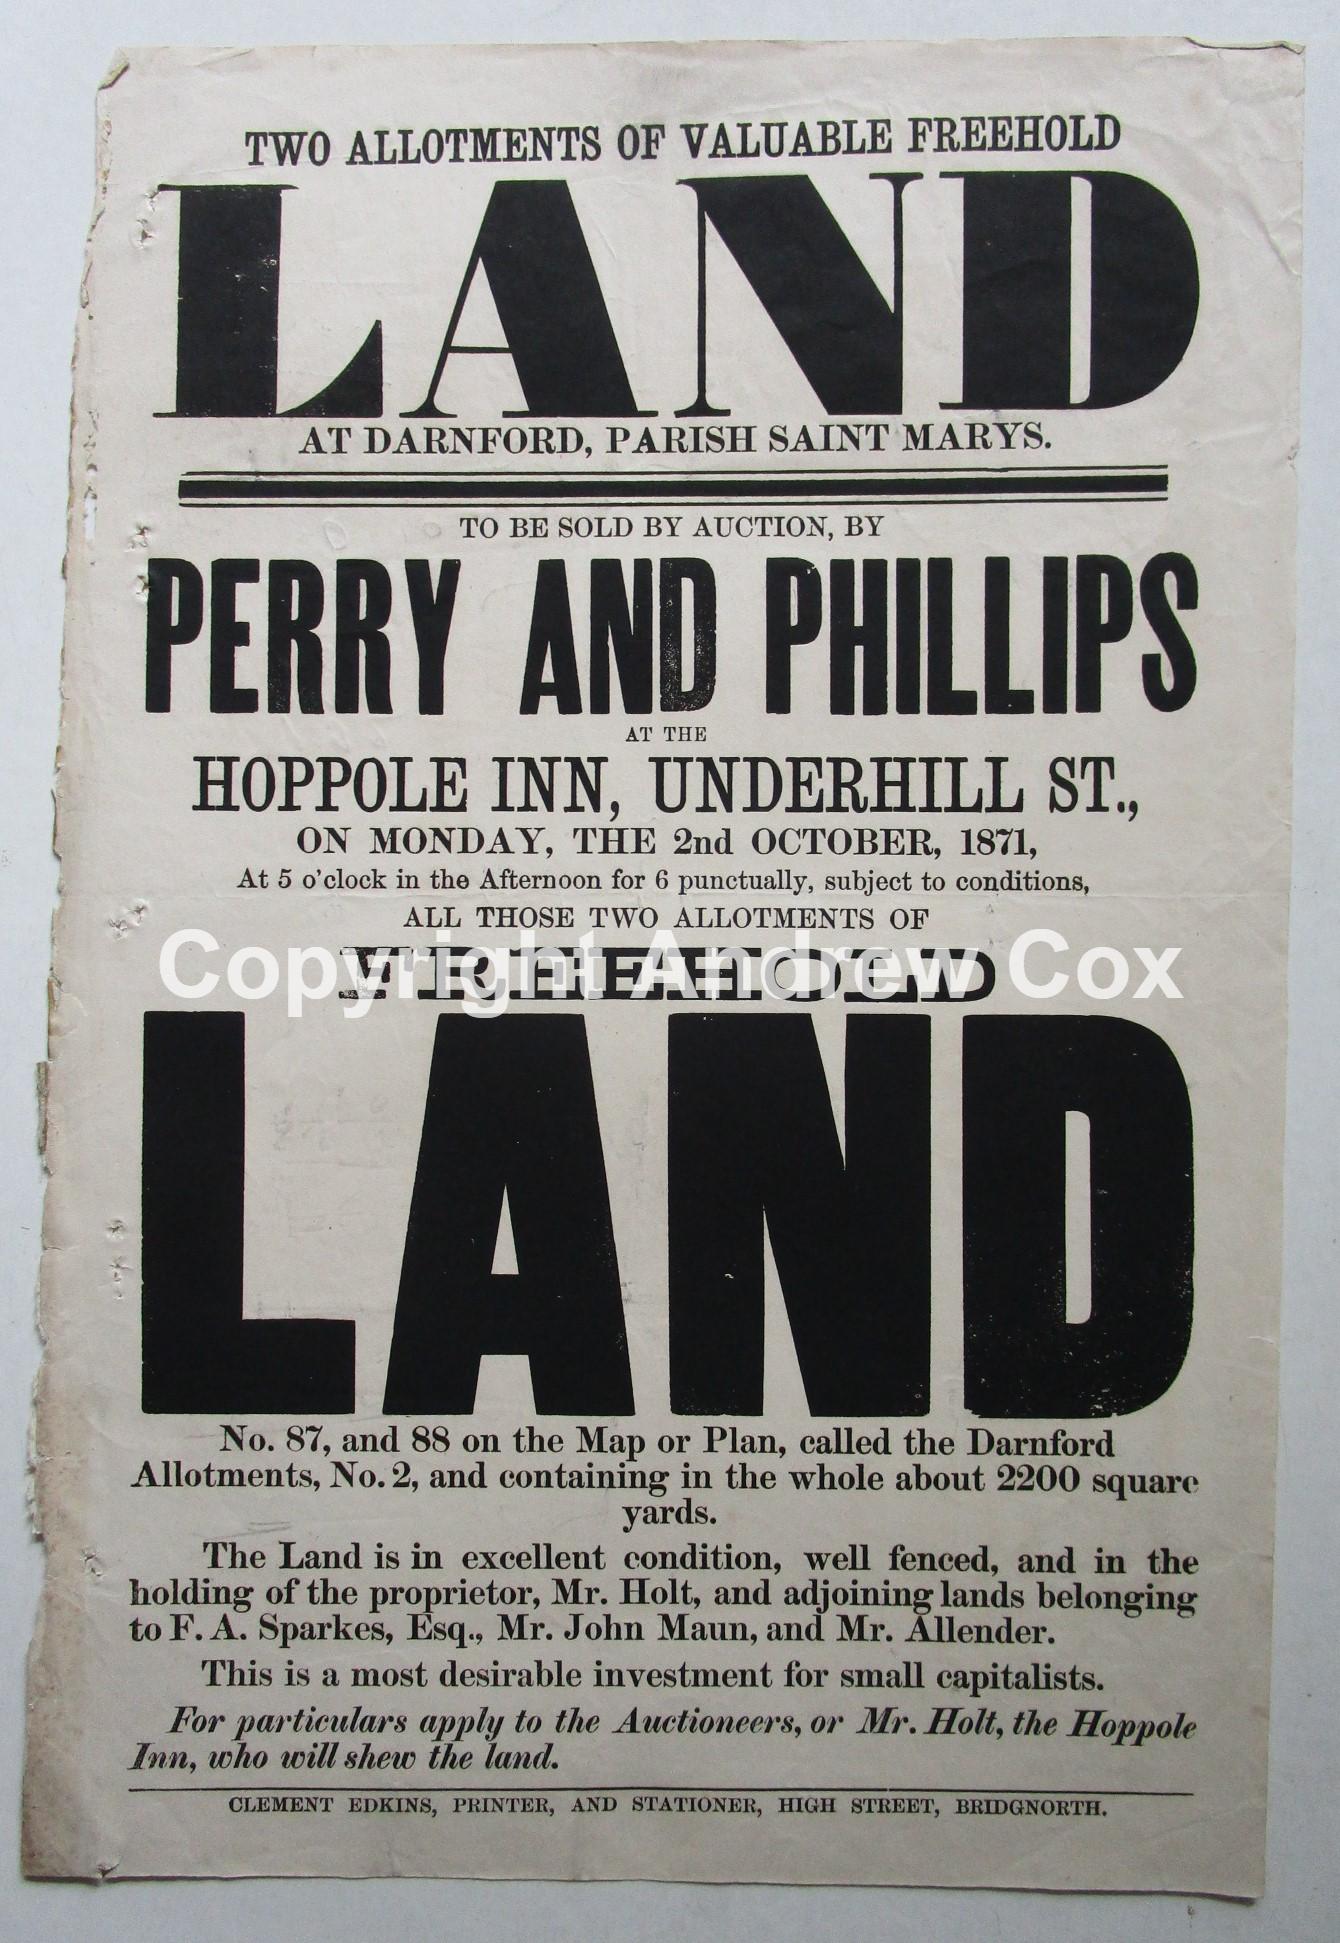 TWO ALLOTMENTS OF VALUABLE FREEHOLD
LAND
AT DARNFORD, PARISH SAINT MARYS.
TO BE SOLD BY AUCTION, BY
PERRY AND PHILLIPS
AT THE
HOPPOLE INN, UNDERHILL ST.,
ON MONDAY, THE 2nd OCTOBER, 1871,
At 5 o'clock in the Afternoon for 6 punctually, subject to conditions,
ALL THOSE TWO ALLOTMENTS OF
FREEHOLD
Copyright Andrew Cox
LAND
No. 87, and 88 on the Map or Plan, called the Darnford
Allotments, No. 2, and containing in the whole about 2200 square
yards.
The Land is in excellent condition, well fenced, and in the
holding of the proprietor, Mr. Holt, and adjoining lands belonging
to F. A. Sparkes, Esq., Mr. John Maun, and Mr. Allender.
This is a most desirable investment for small capitalists.
For particulars apply to the Auctioneers, or Mr. Holt, the Hoppole
Inn, who will shew the land.
CLEMENT EDKINS, PRINTER, AND STATIONER, HIGH STREET, BRIDGNORTH.